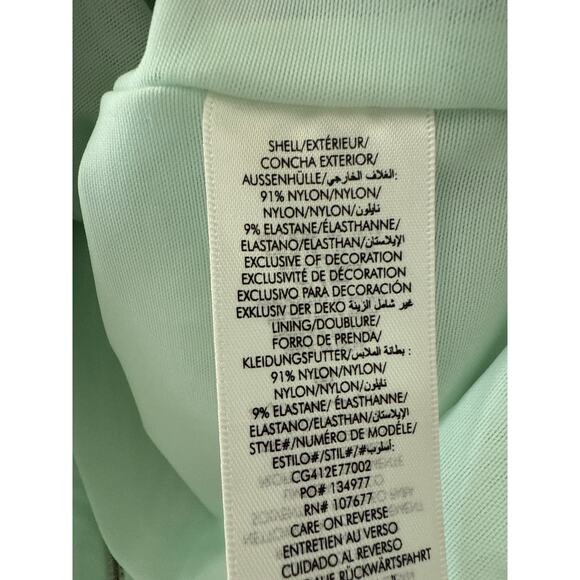 SHELL/EXTÉRIEUR/
CONCHA EXTERIOR/
AUSSENHÜLLE/الغلاف الخارجي:
91% NYLON/NYLON/
NYLON/NYLON/نايلون
9% ELASTANE/ÉLASTHANNE/
ELASTANO/ELASTHAN/الإيلاستان
EXCLUSIVE OF DECORATION
EXCLUSIVITÉ DE DÉCORATION
EXCLUSIVO PARA DECORACIÓN
EXKLUSIV DER DEKO غير شامل الزينة
LINING/DOUBLURE/
FORRO DE PRENDA/
KLEIDUNGSFUTTER/بطانة الملابس:
91% NYLON/NYLON/
NYLON/NYLON/نايلون
9% ELASTANE/ ÉLASTHANNE/
ELASTANO/ELASTHAN/الإيلاستان
STYLE#/NUMÉRO DE MODÈLE/
ESTILO#/STIL#/أسلوب#:
CG412E77002
PO# 134977
RN# 107677
CARE ON REVERSE
ENTRETIEN AU VERSO
CUIDADO AL REVERSO
RÜCKWÄRTSFAHRT